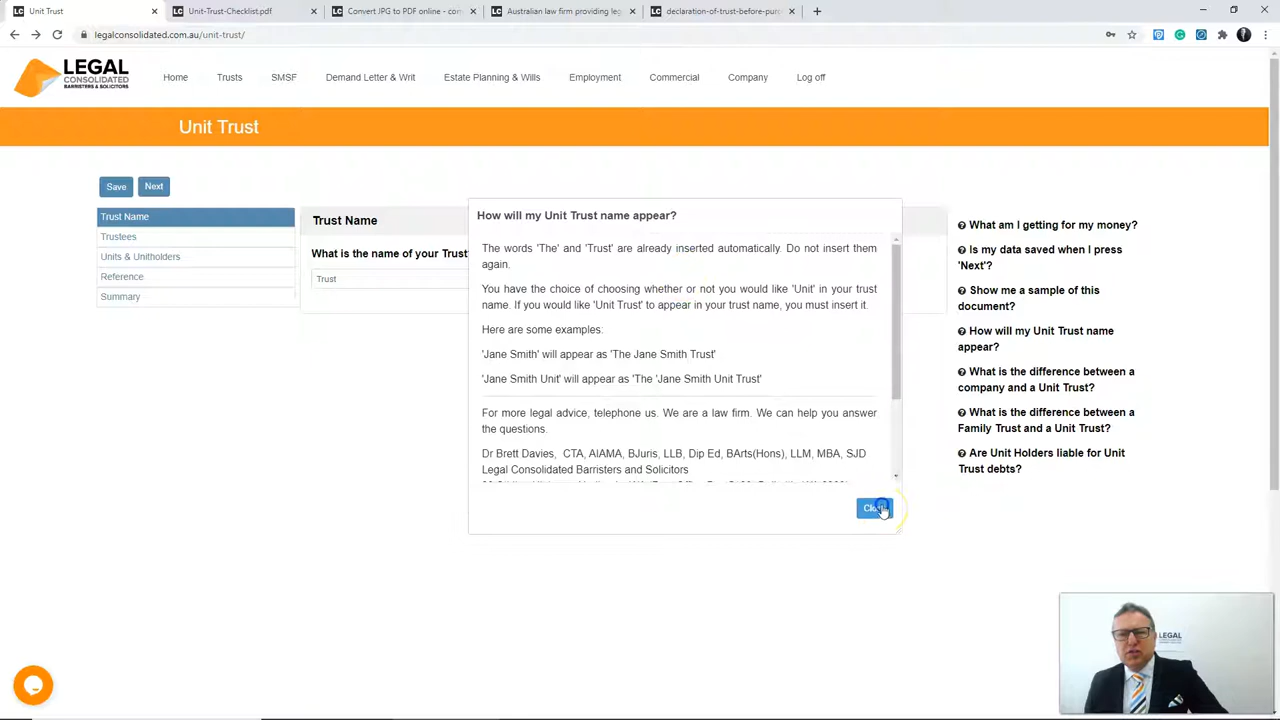 Unit Trust
Unit-Trust-Checklist.pdf
Convert JPG to PDF online - con
Australian law firm providing leg
declaration-of-trust-before-purc
legalconsolidated.com.au/unit-trust/
LEGAL
CONSOLIDATED
BARRISTERS & SOLICITORS
Home
Trusts
SMSF
Demand Letter & Writ
Estate Planning & Wills
Employment
Commercial
Company
Log off
Unit Trust
Save
Next
Trust Name
Trustees
Units & Unitholders
Reference
Summary
Trust Name
What is the name of your Trust
Trust
How will my Unit Trust name appear?
The words 'The' and 'Trust' are already inserted automatically. Do not insert them
again.
You have the choice of choosing whether or not you would like 'Unit' in your trust
name. If you would like 'Unit Trust' to appear in your trust name, you must insert it.
Here are some examples:
'Jane Smith' will appear as 'The Jane Smith Trust'
'Jane Smith Unit' will appear as 'The 'Jane Smith Unit Trust'
For more legal advice, telephone us. We are a law firm. We can help you answer
the questions.
Dr Brett Davies, CTA, AIAMA, BJuris, LLB, Dip Ed, BArts(Hons), LLM, MBA, SJD
Legal Consolidated Barristers and Solicitors
What am I getting for my money?
Is my data saved when I press
'Next'?
Show me a sample of this
document?
How will my Unit Trust name
appear?
What is the difference between a
company and a Unit Trust?
What is the difference between a
Family Trust and a Unit Trust?
Are Unit Holders liable for Unit
Trust debts?
LEGAL